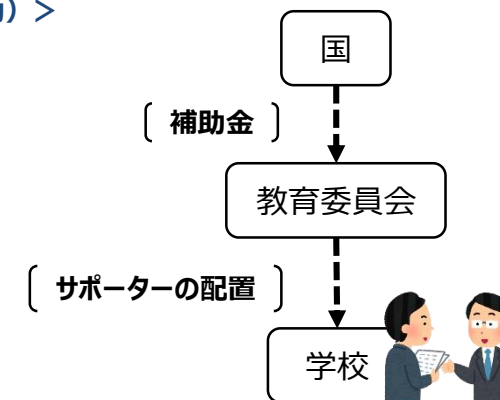 ）＞
国
〔 補助金 〕
教育委員会
〔 サポーターの配置 〕
学校